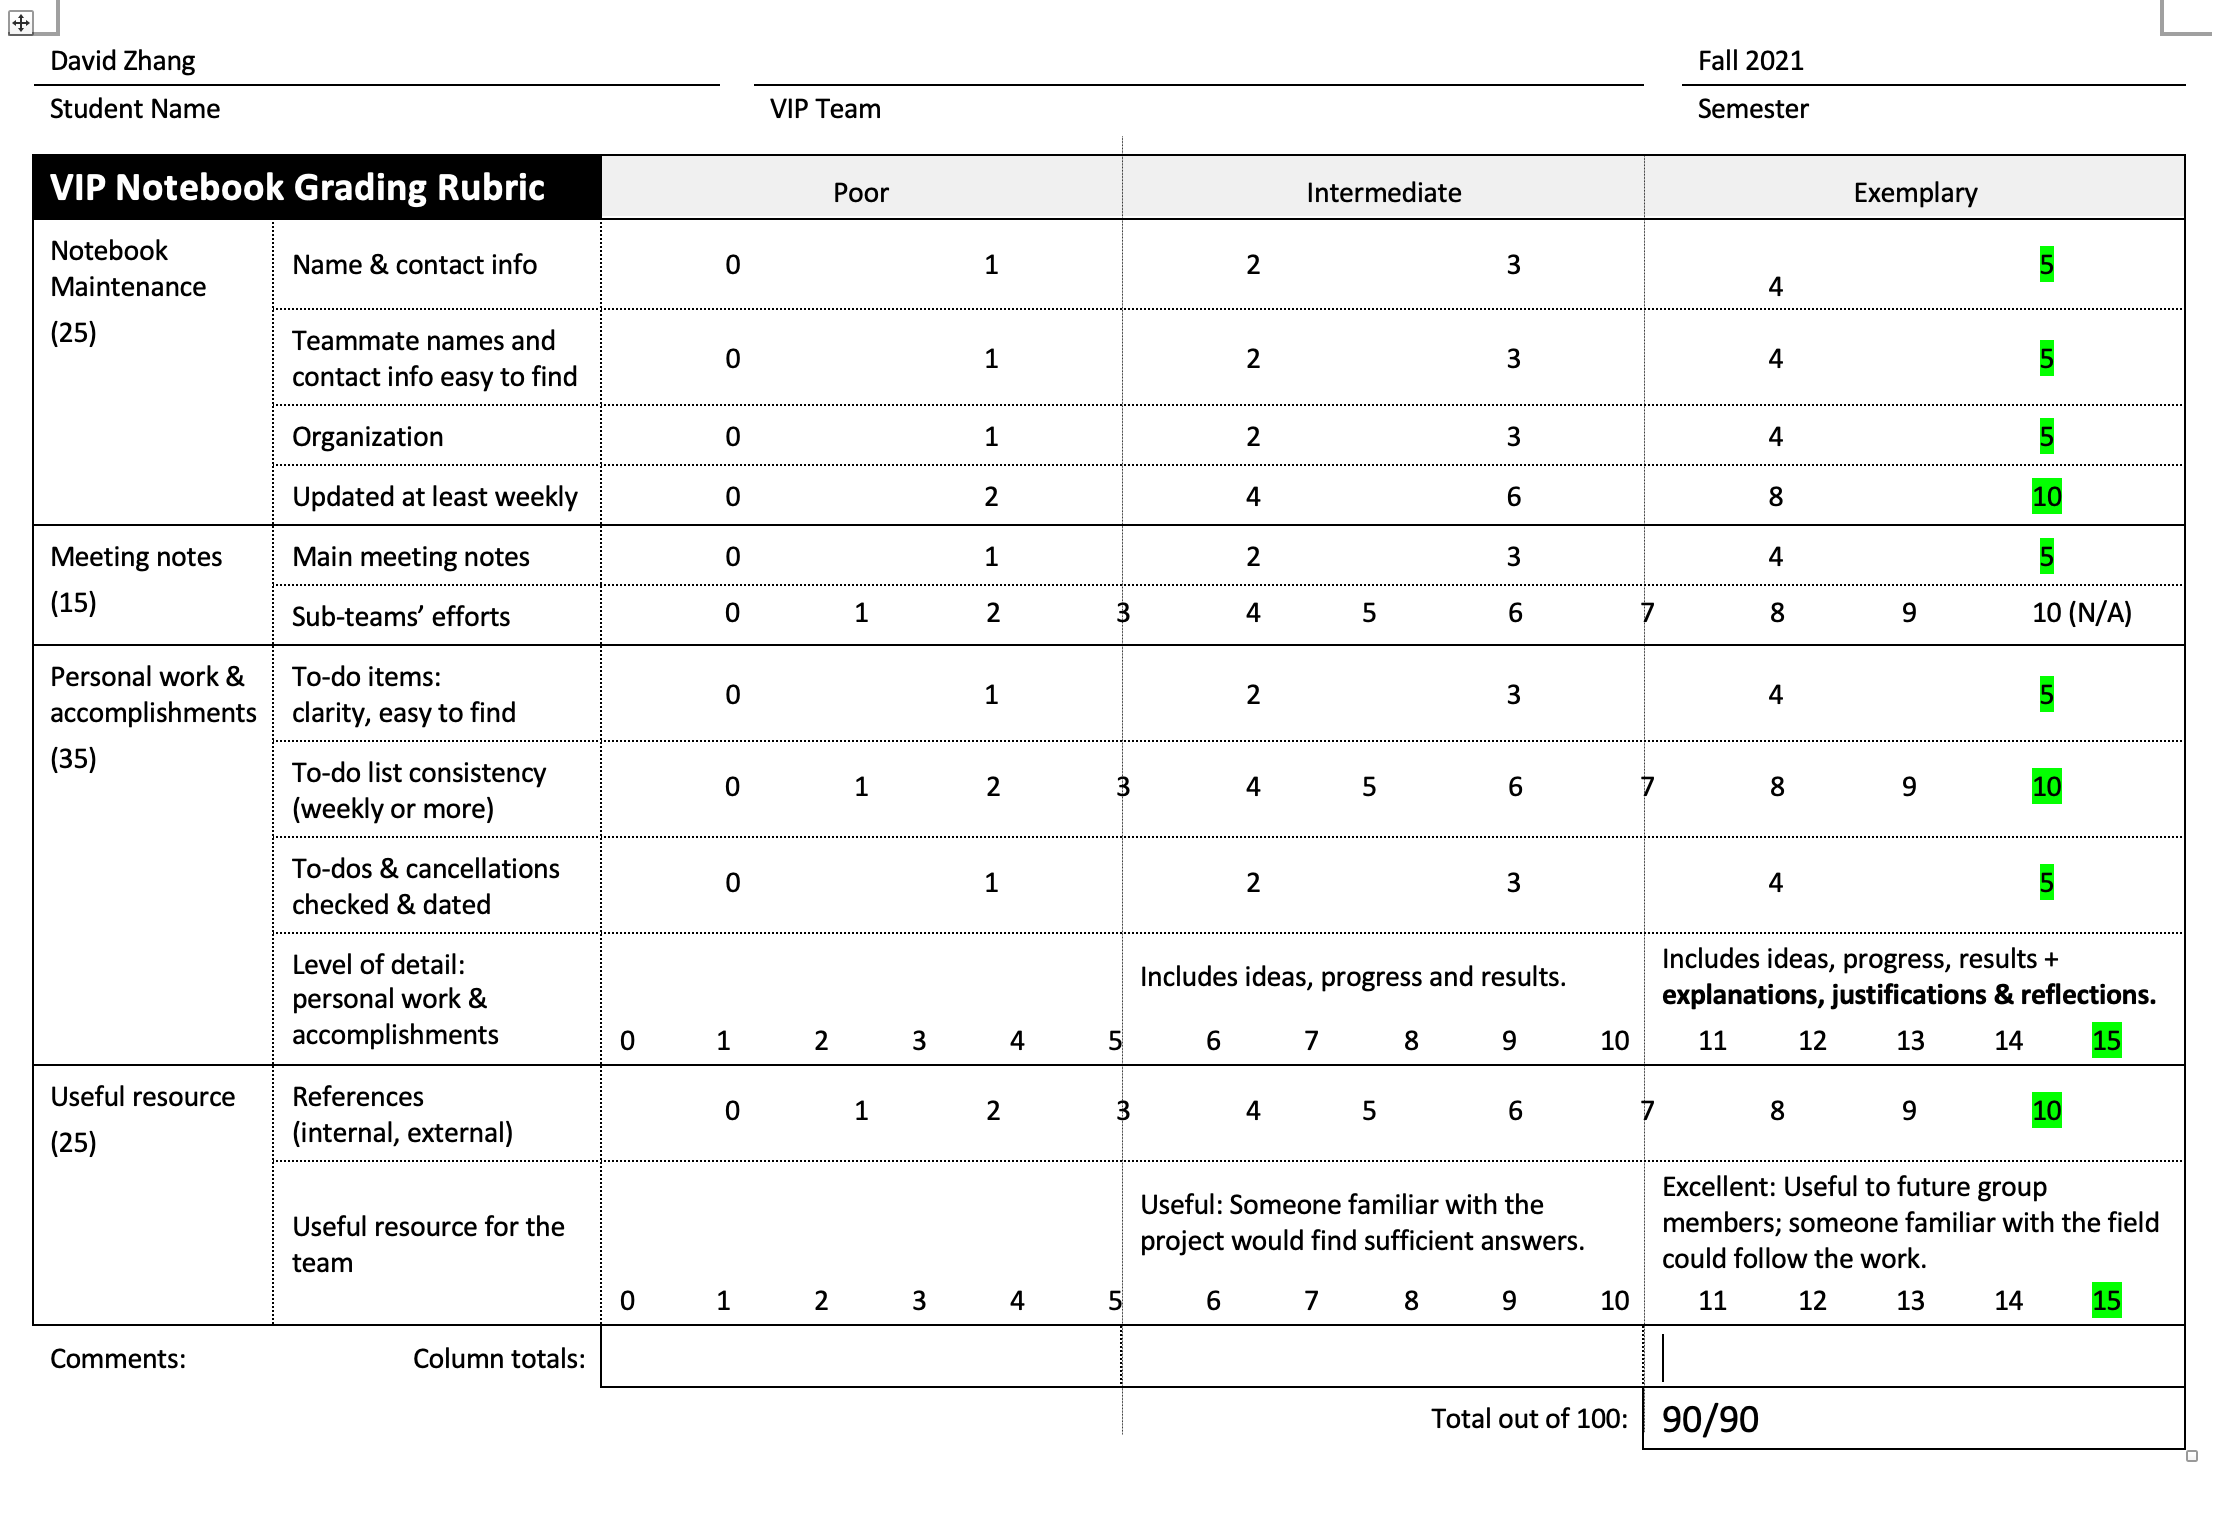 David Zhang Fall 2021
Student Name VIP Team Semester
VIP Notebook Grading Rubric Poor Intermediate Exemplary
Notebook
Maintenance
(25)
Name & contact info 0 1 2 3 4 5
Teammate names and
contact info easy to find 0 1 2 3 4 5
Organization 0 1 2 3 4 5
Updated at least weekly 0 2 4 6 8 10
Meeting notes
(15)
Main meeting notes 0 1 2 3 4 5
Sub-teams’ efforts 0 1 2 3 4 5 6 7 8 9 10 (N/A)
Personal work &
accomplishments
(35)
To-do items:
clarity, easy to find 0 1 2 3 4 5
To-do list consistency
(weekly or more) 0 1 2 3 4 5 6 7 8 9 10
To-dos & cancellations
checked & dated 0 1 2 3 4 5
Level of detail:
personal work &
accomplishments
Includes ideas, progress and results.
Includes ideas, progress, results +
explanations, justifications & reflections.
0 1 2 3 4 5 6 7 8 9 10 11 12 13 14 15
Useful resource
(25)
References
(internal, external) 0 1 2 3 4 5 6 7 8 9 10
Useful resource for the
team
Useful: Someone familiar with the
project would find sufficient answers.
Excellent: Useful to future group
members; someone familiar with the field
could follow the work.
0 1 2 3 4 5 6 7 8 9 10 11 12 13 14 15
Comments: Column totals:
Total out of 100: 90/90